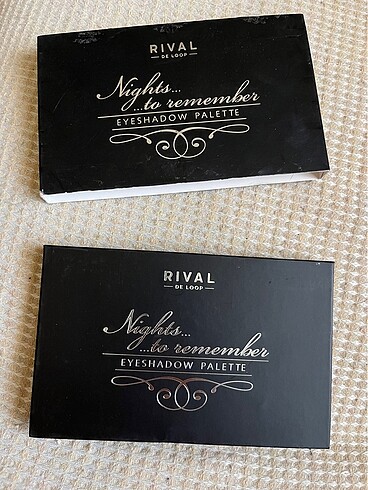 RIVAL
DE LOOP
Nights...
...to remember
EYESHADOW PALETTE
RIVAL
DE LOOP
Nights...
...to remember
EYESHADOW PALETTE